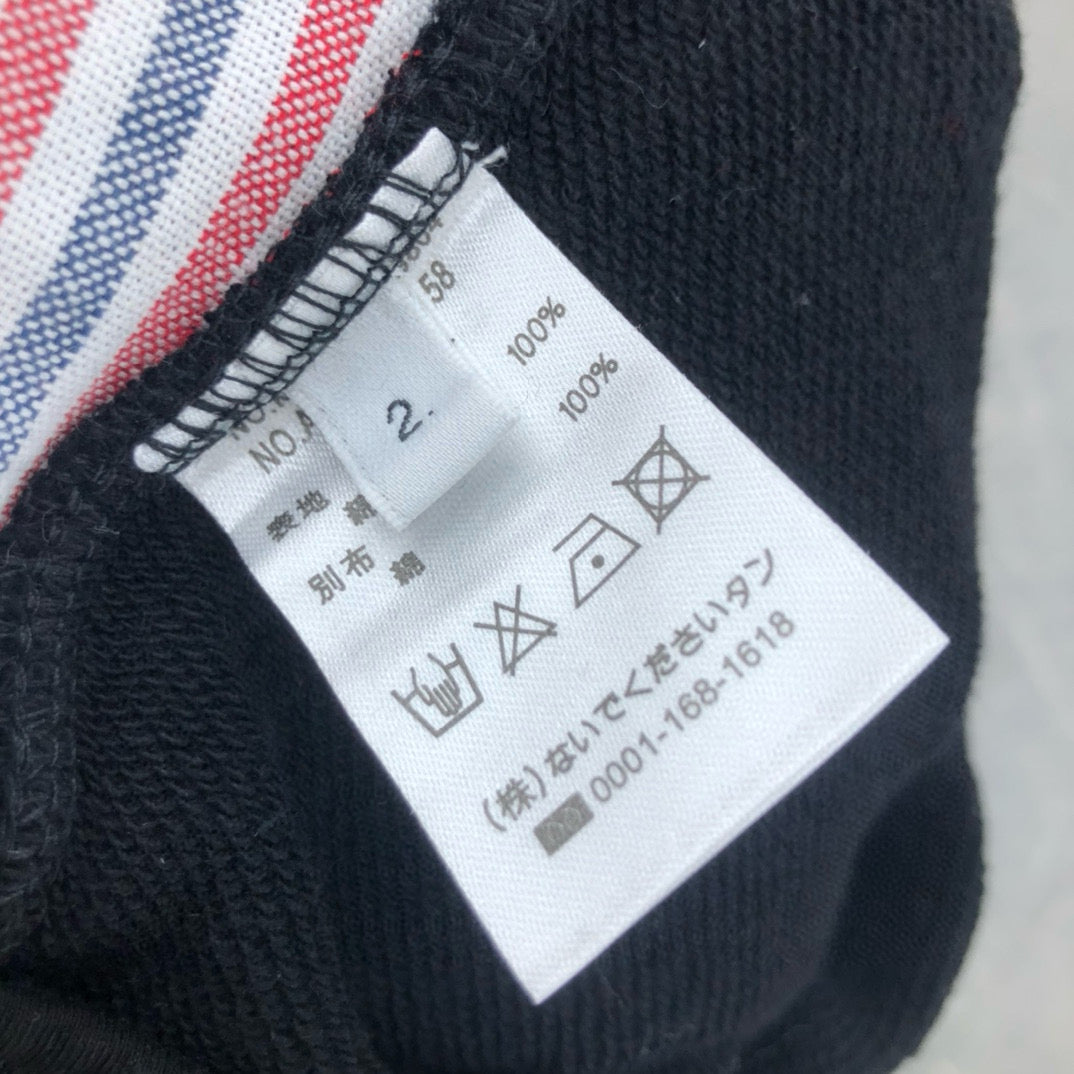 58
2.
NO.
表地 綿 100%
別布 綿 100%
(株)ないでくださいタン
0001-168-1618